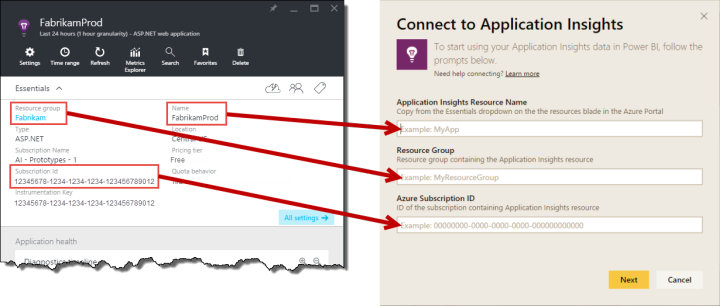 FabrikamProd
Last 24 hours (1 hour granularity) - ASP.NET web application
Settings
Time range
Refresh
Metrics Explorer
Search
Favorites
Delete
Essentials
Resource group
Fabrikam
Name
FabrikamProd
Type
ASP.NET
Location
Subscription Name
AI - Prototypes - 1
Pricing tier
Free
Subscription Id
12345678-1234-1234-1234-123456789012
Quota behavior
Instrumentation Key
12345678-1234-1234-1234-123456789012
All settings →
Application health
Connect to Application Insights
To start using your Application Insights data in Power BI, follow the
prompts below.
Need help connecting? Learn more
Application Insights Resource Name
Copy from the Essentials dropdown on the the resources blade in the Azure Portal
Example: MyApp
Resource Group
Resource group containing the Application Insights resource
Example: MyResourceGroup
Azure Subscription ID
ID of the subscription containing Application Insights resource
Example: 00000000-0000-0000-0000-000000000000
Next
Cancel